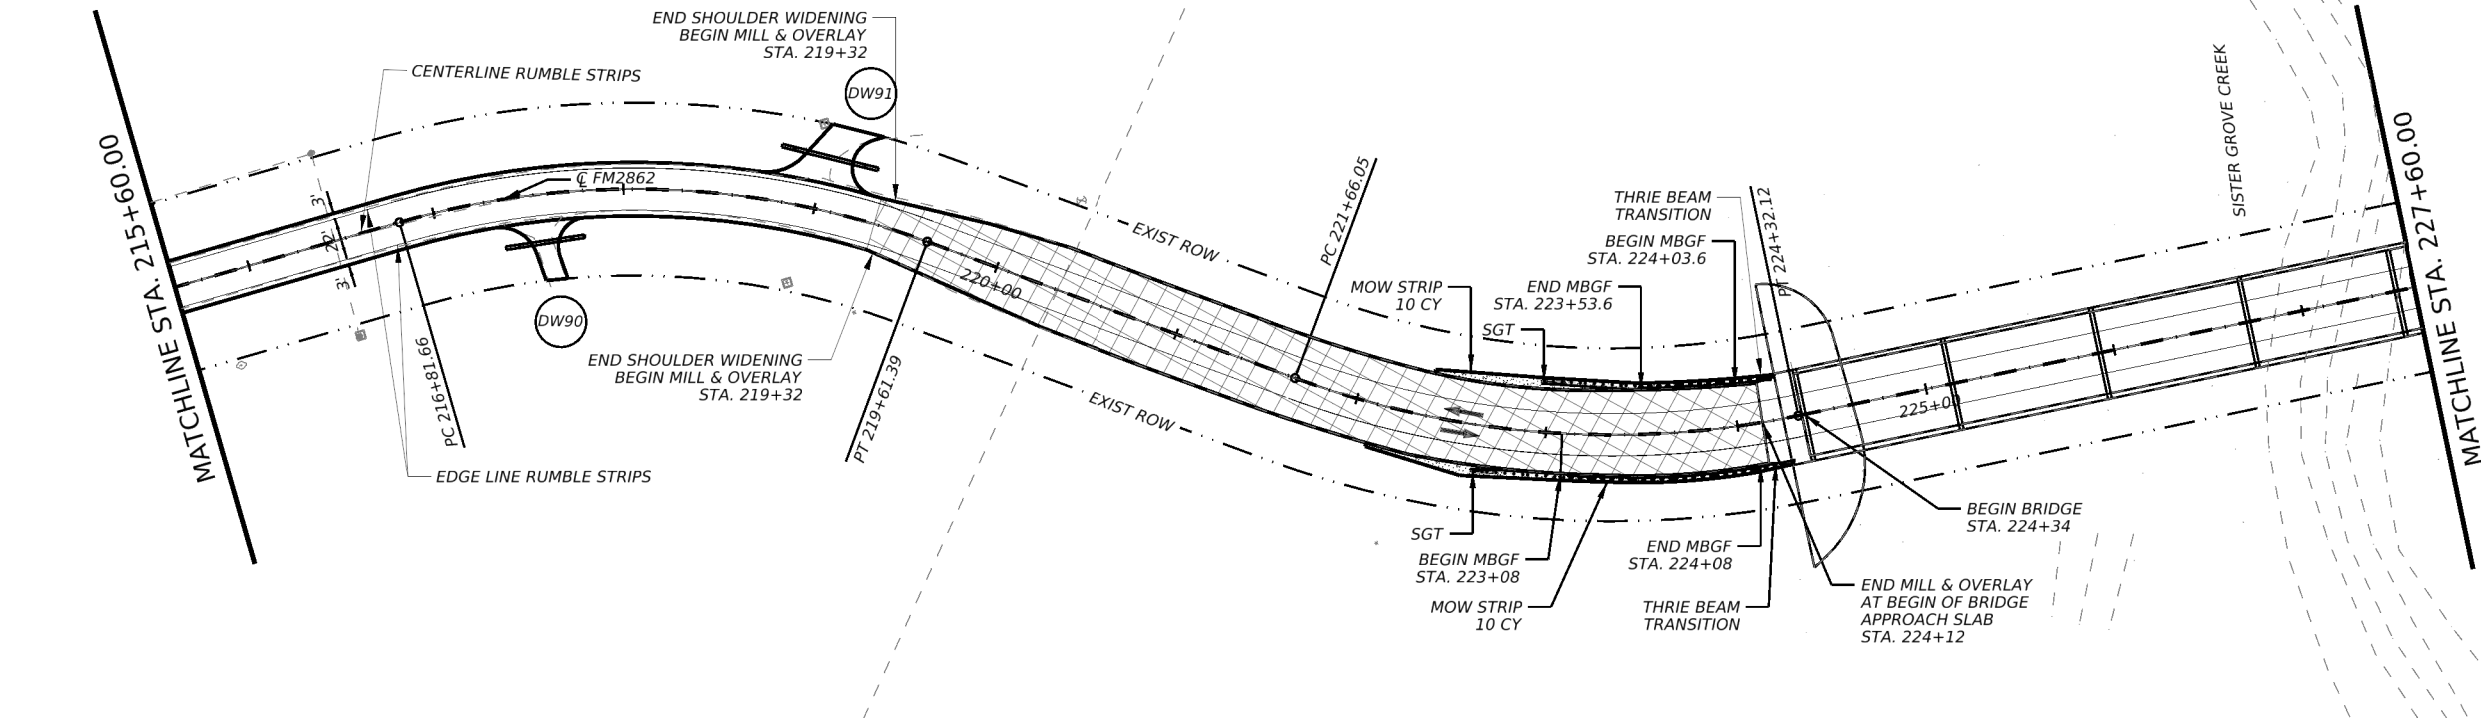 END SHOULDER WIDENING
BEGIN MILL & OVERLAY
STA. 219+32
CENTERLINE RUMBLE STRIPS
DW91
℄ FM2862
3'
22'
3'
MATCHLINE STA. 215+60.00
PC 216+81.66
DW90
EDGE LINE RUMBLE STRIPS
END SHOULDER WIDENING
BEGIN MILL & OVERLAY
STA. 219+32
PT 219+61.39
220+00
EXIST ROW
EXIST ROW
PC 221+66.05
MOW STRIP
10 CY
SGT
END MBGF
STA. 223+53.6
BEGIN MBGF
STA. 224+03.6
THRIE BEAM
TRANSITION
PT 224+32.12
SGT
BEGIN MBGF
STA. 223+08
MOW STRIP
10 CY
END MBGF
STA. 224+08
THRIE BEAM
TRANSITION
END MILL & OVERLAY
AT BEGIN OF BRIDGE
APPROACH SLAB
STA. 224+12
BEGIN BRIDGE
STA. 224+34
225+00
SISTER GROVE CREEK
MATCHLINE STA. 227+60.00